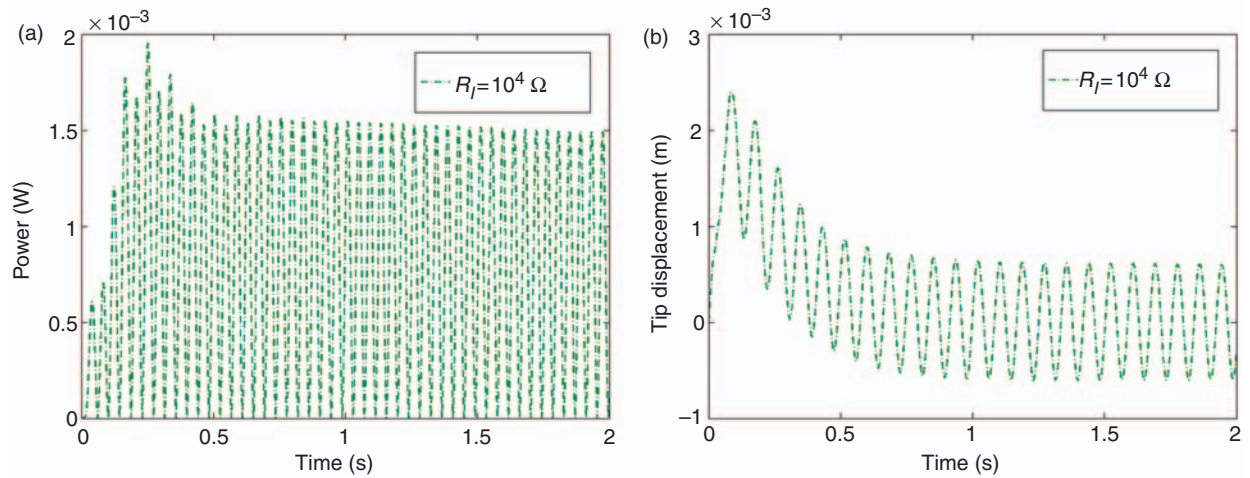 (a)
× 10⁻³
2
1.5
1
0.5
0
Power (W)
R_l=10⁴ Ω
0 0.5 1 1.5 2
Time (s)
(b)
× 10⁻³
3
2
1
0
−1
Tip displacement (m)
R_l=10⁴ Ω
0 0.5 1 1.5 2
Time (s)